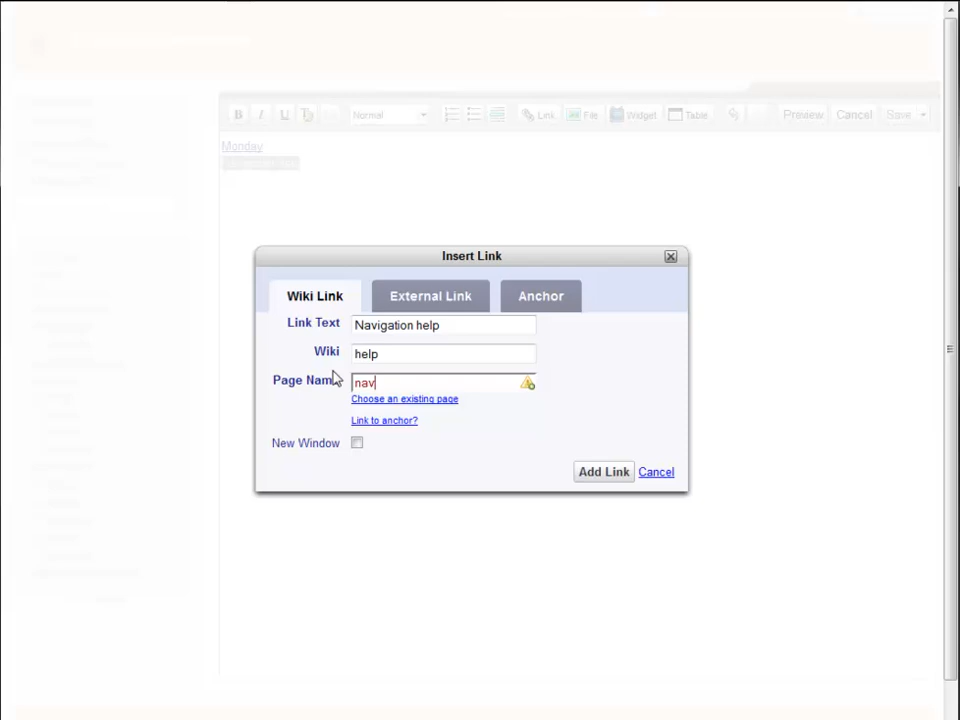 B I U Normal Link File Widget Table Preview Cancel Save
Monday
Insert Link
Wiki Link External Link Anchor
Link Text Navigation help
Wiki help
Page Nam nav
Choose an existing page
Link to anchor?
New Window
Add Link Cancel